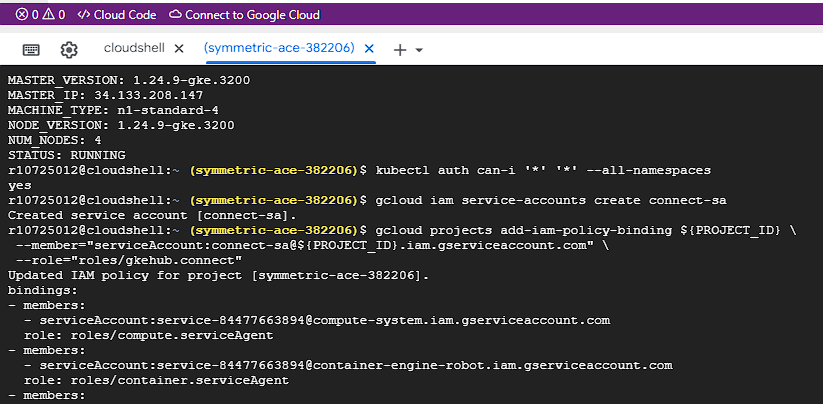 0 0 Cloud Code Connect to Google Cloud
cloudshell (symmetric-ace-382206)
MASTER_VERSION: 1.24.9-gke.3200
MASTER_IP: 34.133.208.147
MACHINE_TYPE: n1-standard-4
NODE_VERSION: 1.24.9-gke.3200
NUM_NODES: 4
STATUS: RUNNING
r10725012@cloudshell:~ (symmetric-ace-382206)$ kubectl auth can-i '*' '*' --all-namespaces
yes
r10725012@cloudshell:~ (symmetric-ace-382206)$ gcloud iam service-accounts create connect-sa
Created service account [connect-sa].
r10725012@cloudshell:~ (symmetric-ace-382206)$ gcloud projects add-iam-policy-binding ${PROJECT_ID} \
--member="serviceAccount:connect-sa@${PROJECT_ID}.iam.gserviceaccount.com" \
--role="roles/gkehub.connect"
Updated IAM policy for project [symmetric-ace-382206].
bindings:
- members:
- serviceAccount:service-84477663894@compute-system.iam.gserviceaccount.com
role: roles/compute.serviceAgent
- members:
- serviceAccount:service-84477663894@container-engine-robot.iam.gserviceaccount.com
role: roles/container.serviceAgent
- members: